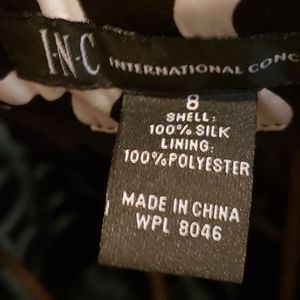 I·N·C INTERNATIONAL CONC
8
SHELL:
100% SILK
LINING:
100% POLYESTER
MADE IN CHINA
WPL 8046